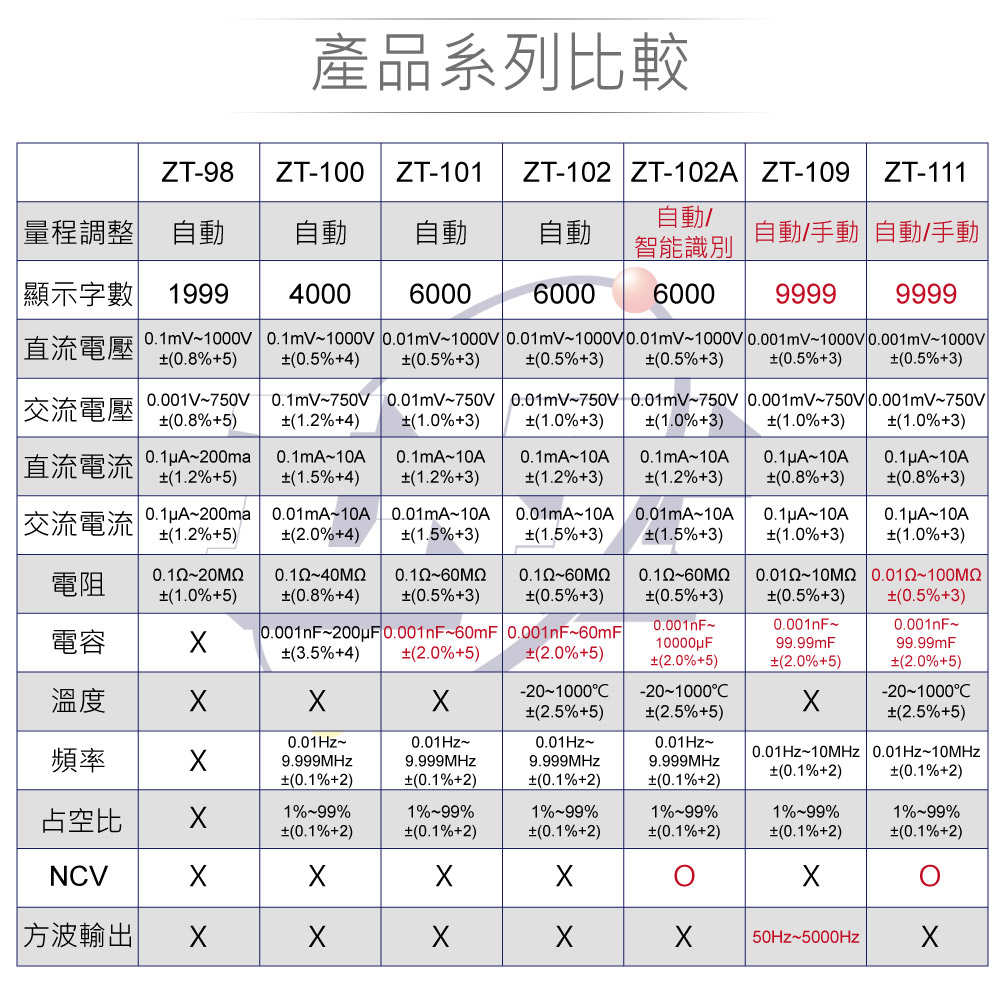 產品系列比較
ZT-98 ZT-100 ZT-101 ZT-102 ZT-102A ZT-109 ZT-111
量程調整 自動 自動 自動 自動 自動/ 智能識別 自動/手動 自動/手動
顯示字數 1999 4000 6000 6000 6000 9999 9999
直流電壓 0.1mV~1000V ±(0.8%+5) 0.1mV~1000V ±(0.5%+4) 0.01mV~1000V ±(0.5%+3) 0.01mV~1000V ±(0.5%+3) 0.01mV~1000V ±(0.5%+3) 0.001mV~1000V ±(0.5%+3) 0.001mV~1000V ±(0.5%+3)
交流電壓 0.001V~750V ±(0.8%+5) 0.1mV~750V ±(1.2%+4) 0.01mV~750V ±(1.0%+3) 0.01mV~750V ±(1.0%+3) 0.01mV~750V ±(1.0%+3) 0.001mV~750V ±(1.0%+3) 0.001mV~750V ±(1.0%+3)
直流電流 0.1μA~200ma ±(1.2%+5) 0.1mA~10A ±(1.5%+4) 0.1mA~10A ±(1.2%+3) 0.1mA~10A ±(1.2%+3) 0.1mA~10A ±(1.2%+3) 0.1μA~10A ±(0.8%+3) 0.1μA~10A ±(0.8%+3)
交流電流 0.1μA~200ma ±(1.2%+5) 0.01mA~10A ±(2.0%+4) 0.01mA~10A ±(1.5%+3) 0.01mA~10A ±(1.5%+3) 0.01mA~10A ±(1.5%+3) 0.1μA~10A ±(1.0%+3) 0.1μA~10A ±(1.0%+3)
電阻 0.1Ω~20MΩ ±(1.0%+5) 0.1Ω~40MΩ ±(0.8%+4) 0.1Ω~60MΩ ±(0.5%+3) 0.1Ω~60MΩ ±(0.5%+3) 0.1Ω~60MΩ ±(0.5%+3) 0.01Ω~10MΩ ±(0.5%+3) 0.01Ω~100MΩ ±(0.5%+3)
電容 X 0.001nF~200μF ±(3.5%+4) 0.001nF~60mF ±(2.0%+5) 0.001nF~60mF ±(2.0%+5) 0.001nF~ 10000μF ±(2.0%+5) 0.001nF~ 99.99mF ±(2.0%+5) 0.001nF~ 99.99mF ±(2.0%+5)
溫度 X X X -20~1000℃ ±(2.5%+5) -20~1000℃ ±(2.5%+5) X -20~1000℃ ±(2.5%+5)
頻率 X 0.01Hz~ 9.999MHz ±(0.1%+2) 0.01Hz~ 9.999MHz ±(0.1%+2) 0.01Hz~ 9.999MHz ±(0.1%+2) 0.01Hz~ 9.999MHz ±(0.1%+2) 0.01Hz~10MHz ±(0.1%+2) 0.01Hz~10MHz ±(0.1%+2)
占空比 X 1%~99% ±(0.1%+2) 1%~99% ±(0.1%+2) 1%~99% ±(0.1%+2) 1%~99% ±(0.1%+2) 1%~99% ±(0.1%+2) 1%~99% ±(0.1%+2)
NCV X X X X O X O
方波輸出 X X X X X 50Hz~5000Hz X